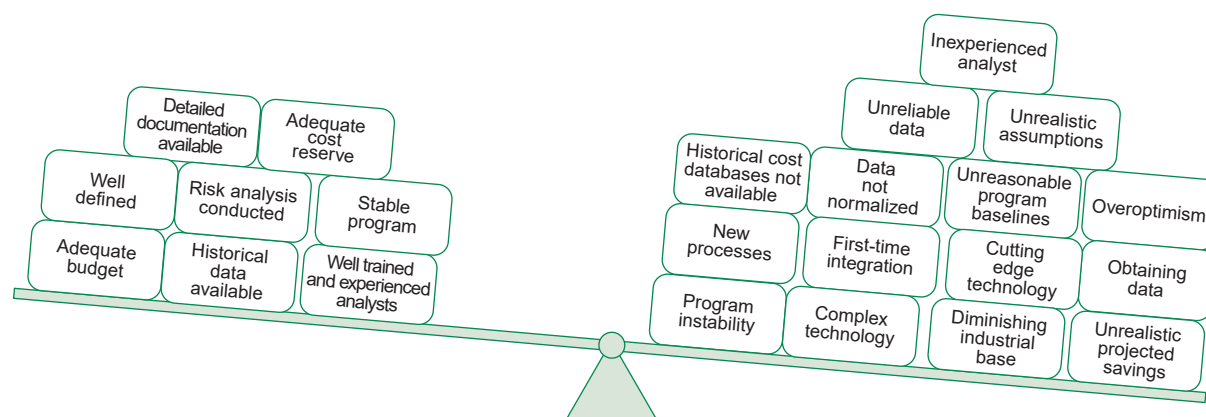 Detailed
documentation
available
Adequate
cost
reserve
Well
defined
Risk analysis
conducted
Stable
program
Adequate
budget
Historical
data
available
Well trained
and experienced
analysts
Inexperienced
analyst
Unreliable
data
Unrealistic
assumptions
Historical cost
databases not
available
Data
not
normalized
Unreasonable
program
baselines
Overoptimism
New
processes
First-time
integration
Cutting
edge
technology
Obtaining
data
Program
instability
Complex
technology
Diminishing
industrial
base
Unrealistic
projected
savings